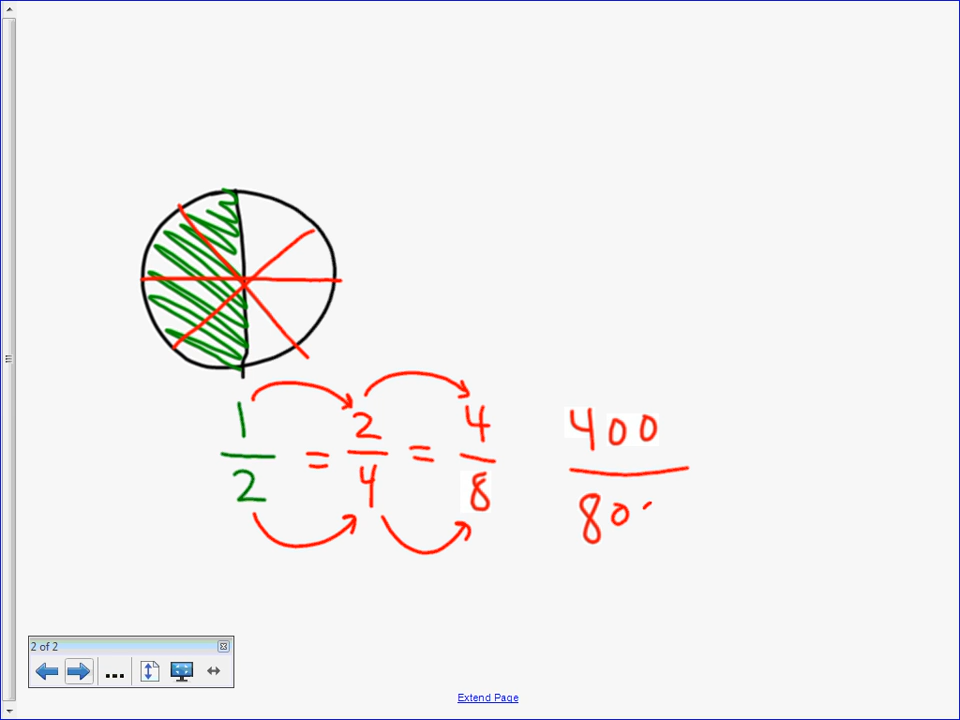 1/2 = 2/4 = 4/8 400/80
2 of 2
...
Extend Page